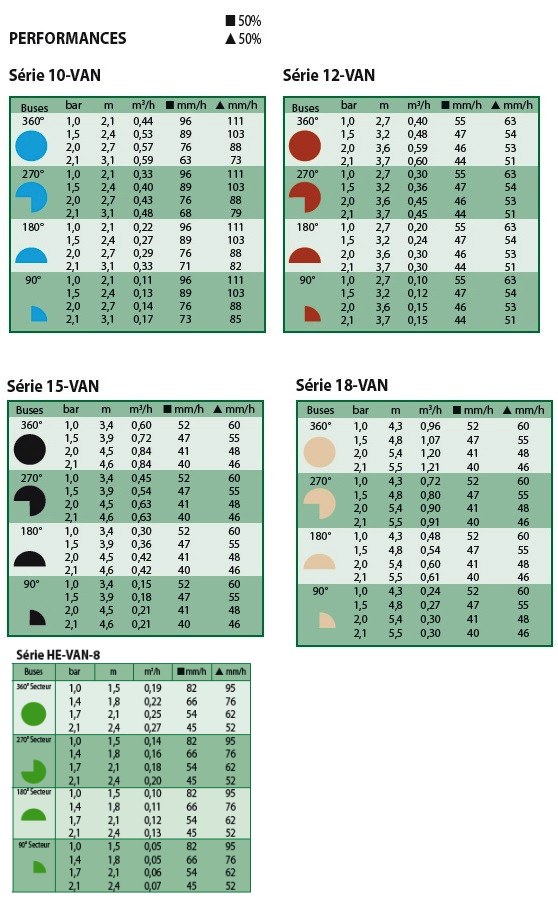 ■ 50%
PERFORMANCES
▲ 50%
Série 10-VAN
Buses bar m m³/h ■ mm/h ▲ mm/h
360° 1,0 2,1 0,44 96 111
1,5 2,4 0,53 89 103
2,0 2,7 0,57 76 88
2,1 3,1 0,59 63 73
270° 1,0 2,1 0,33 96 111
1,5 2,4 0,40 89 103
2,0 2,7 0,43 76 88
2,1 3,1 0,48 68 79
180° 1,0 2,1 0,22 96 111
1,5 2,4 0,27 89 103
2,0 2,7 0,29 76 88
2,1 3,1 0,33 71 82
90° 1,0 2,1 0,11 96 111
1,5 2,4 0,13 89 103
2,0 2,7 0,14 76 88
2,1 3,1 0,17 73 85
Série 12-VAN
Buses bar m m³/h ■ mm/h ▲ mm/h
360° 1,0 2,7 0,40 55 63
1,5 3,2 0,48 47 54
2,0 3,6 0,59 46 53
2,1 3,7 0,60 44 51
270° 1,0 2,7 0,30 55 63
1,5 3,2 0,36 47 54
2,0 3,6 0,45 46 53
2,1 3,7 0,45 44 51
180° 1,0 2,7 0,20 55 63
1,5 3,2 0,24 47 54
2,0 3,6 0,30 46 53
2,1 3,7 0,30 44 51
90° 1,0 2,7 0,10 55 63
1,5 3,2 0,12 47 54
2,0 3,6 0,15 46 53
2,1 3,7 0,15 44 51
Série 15-VAN
Buses bar m m³/h ■ mm/h ▲ mm/h
360° 1,0 3,4 0,60 52 60
1,5 3,9 0,72 47 55
2,0 4,5 0,84 41 48
2,1 4,6 0,84 40 46
270° 1,0 3,4 0,45 52 60
1,5 3,9 0,54 47 55
2,0 4,5 0,63 41 48
2,1 4,6 0,63 40 46
180° 1,0 3,4 0,30 52 60
1,5 3,9 0,36 47 55
2,0 4,5 0,42 41 48
2,1 4,6 0,42 40 46
90° 1,0 3,4 0,15 52 60
1,5 3,9 0,18 47 55
2,0 4,5 0,21 41 48
2,1 4,6 0,21 40 46
Série 18-VAN
Buses bar m m³/h ■ mm/h ▲ mm/h
360° 1,0 4,3 0,96 52 60
1,5 4,8 1,07 47 55
2,0 5,4 1,20 41 48
2,1 5,5 1,21 40 46
270° 1,0 4,3 0,72 52 60
1,5 4,8 0,80 47 55
2,0 5,4 0,90 41 48
2,1 5,5 0,91 40 46
180° 1,0 4,3 0,48 52 60
1,5 4,8 0,54 47 55
2,0 5,4 0,60 41 48
2,1 5,5 0,61 40 46
90° 1,0 4,3 0,24 52 60
1,5 4,8 0,27 47 55
2,0 5,4 0,30 41 48
2,1 5,5 0,30 40 46
Série HE-VAN-8
Buses bar m m³/h ■ mm/h ▲ mm/h
360° Secteur 1,0 1,5 0,19 82 95
1,4 1,8 0,22 66 76
1,7 2,1 0,25 54 62
2,1 2,4 0,27 45 52
270° Secteur 1,0 1,5 0,14 82 95
1,4 1,8 0,16 66 76
1,7 2,1 0,18 54 62
2,1 2,4 0,20 45 52
180° Secteur 1,0 1,5 0,10 82 95
1,4 1,8 0,11 66 76
1,7 2,1 0,12 54 62
2,1 2,4 0,13 45 52
90° Secteur 1,0 1,5 0,05 82 95
1,4 1,8 0,05 66 76
1,7 2,1 0,06 54 62
2,1 2,4 0,07 45 52